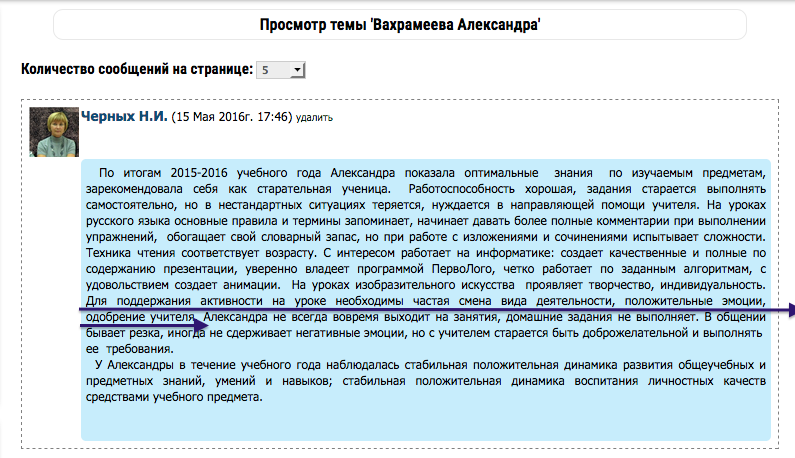 Просмотр темы 'Вахрамеева Александра'
Количество сообщений на странице: 5
Черных Н.И. (15 Мая 2016г. 17:46) удалить
По итогам 2015-2016 учебного года Александра показала оптимальные знания по изучаемым предметам,
зарекомендовала себя как старательная ученица. Работоспособность хорошая, задания старается выполнять
самостоятельно, но в нестандартных ситуациях теряется, нуждается в направляющей помощи учителя. На уроках
русского языка основные правила и термины запоминает, начинает давать более полные комментарии при выполнении
упражнений, обогащает свой словарный запас, но при работе с изложениями и сочинениями испытывает сложности.
Техника чтения соответствует возрасту. С интересом работает на информатике: создает качественные и полные по
содержанию презентации, уверенно владеет программой ПервоЛого, четко работает по заданным алгоритмам, с
удовольствием создает анимации. На уроках изобразительного искусства проявляет творчество, индивидуальность.
Для поддержания активности на уроке необходимы частая смена вида деятельности, положительные эмоции,
одобрение учителя. Александра не всегда вовремя выходит на занятия, домашние задания не выполняет. В общении
бывает резка, иногда не сдерживает негативные эмоции, но с учителем старается быть доброжелательной и выполнять
ее требования.
У Александры в течение учебного года наблюдалась стабильная положительная динамика развития общеучебных и
предметных знаний, умений и навыков; стабильная положительная динамика воспитания личностных качеств
средствами учебного предмета.